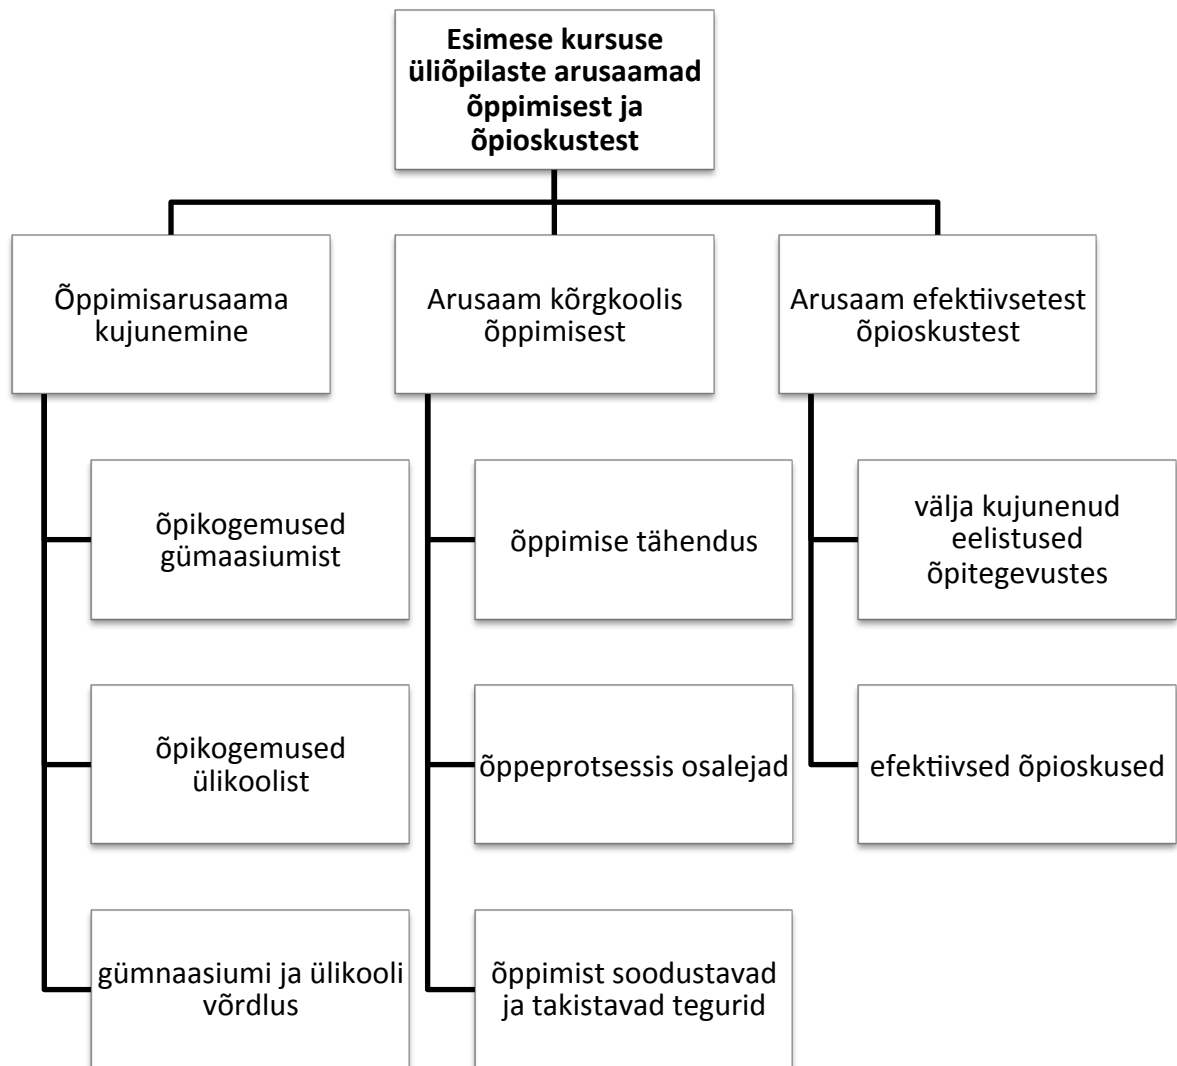 Esimese kursuse
üliõpilaste arusaamad
õppimisest ja
õpioskustest
Õppimisarusaama
kujunemine
Arusaam kõrgkoolis
õppimisest
Arusaam efektiivsetest
õpioskustest
õpikogemused
gümaasiumist
õppimise tähendus
välja kujunenud
eelistused
õpitegevustes
õpikogemused
ülikoolist
õppeprotsessis osalejad
efektiivsed õpioskused
gümnaasiumi ja ülikooli
võrdlus
õppimist soodustavad
ja takistavad tegurid